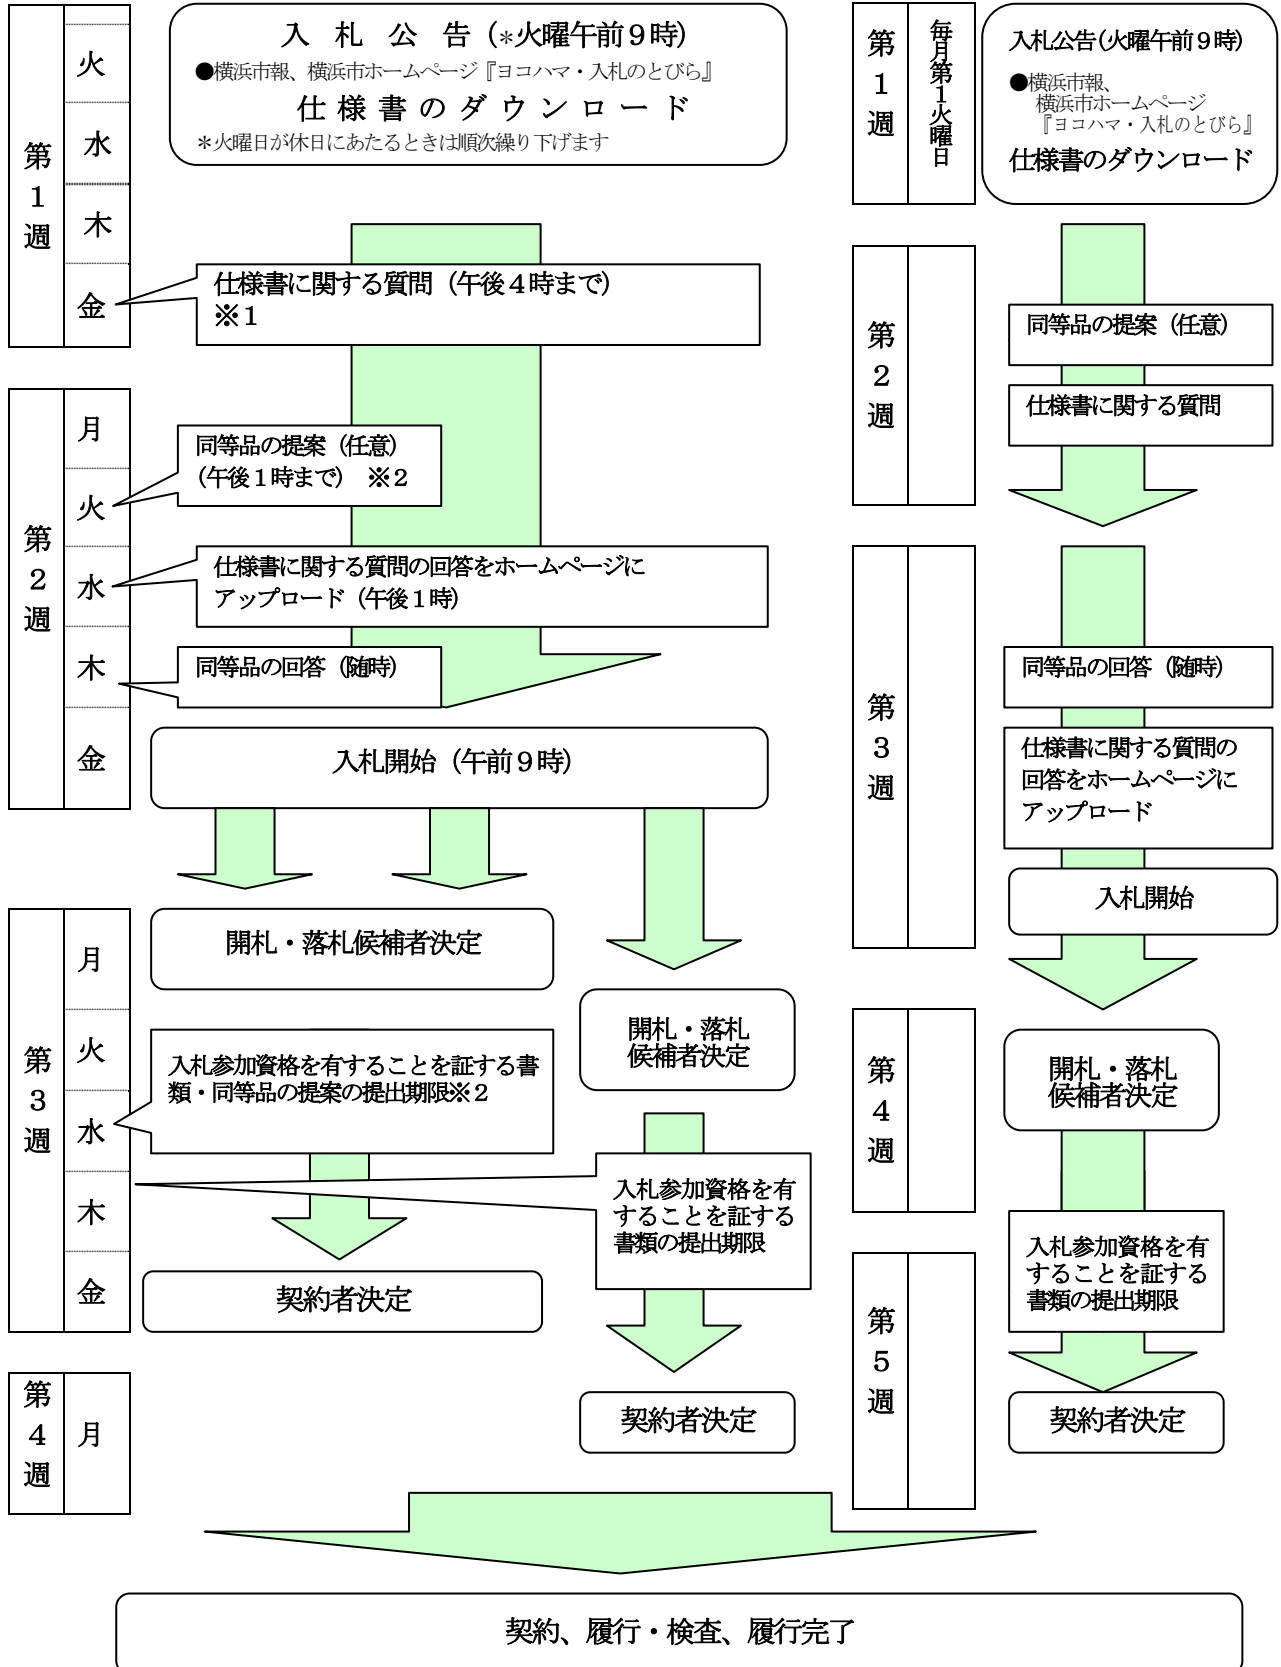 第1週
火
水
木
金
入 札 公 告 (*火曜午前9時)
●横浜市報、横浜市ホームページ『ヨコハマ・入札のとびら』
仕 様 書 の ダ ウ ン ロ ー ド
*火曜日が休日にあたるときは順次繰り下げます
仕様書に関する質問(午後4時まで)
※1
第2週
月
火
水
木
金
同等品の提案(任意)
(午後1時まで) ※2
仕様書に関する質問の回答をホームページに
アップロード(午後1時)
同等品の回答(随時)
入札開始(午前9時)
第3週
月
火
水
木
金
開札・落札候補者決定
開札・落札
候補者決定
入札参加資格を有することを証する書
類・同等品の提案の提出期限※2
入札参加資格を有
することを証する
書類の提出期限
契約者決定
第4週
月
契約者決定
第1週
毎月第1火曜日
入札公告(火曜午前9時)
●横浜市報、
横浜市ホームページ
『ヨコハマ・入札のとびら』
仕様書のダウンロード
第2週
同等品の提案(任意)
仕様書に関する質問
第3週
同等品の回答(随時)
仕様書に関する質問の
回答をホームページに
アップロード
入札開始
第4週
開札・落札
候補者決定
第5週
入札参加資格を有
することを証する
書類の提出期限
契約者決定
契約、履行・検査、履行完了